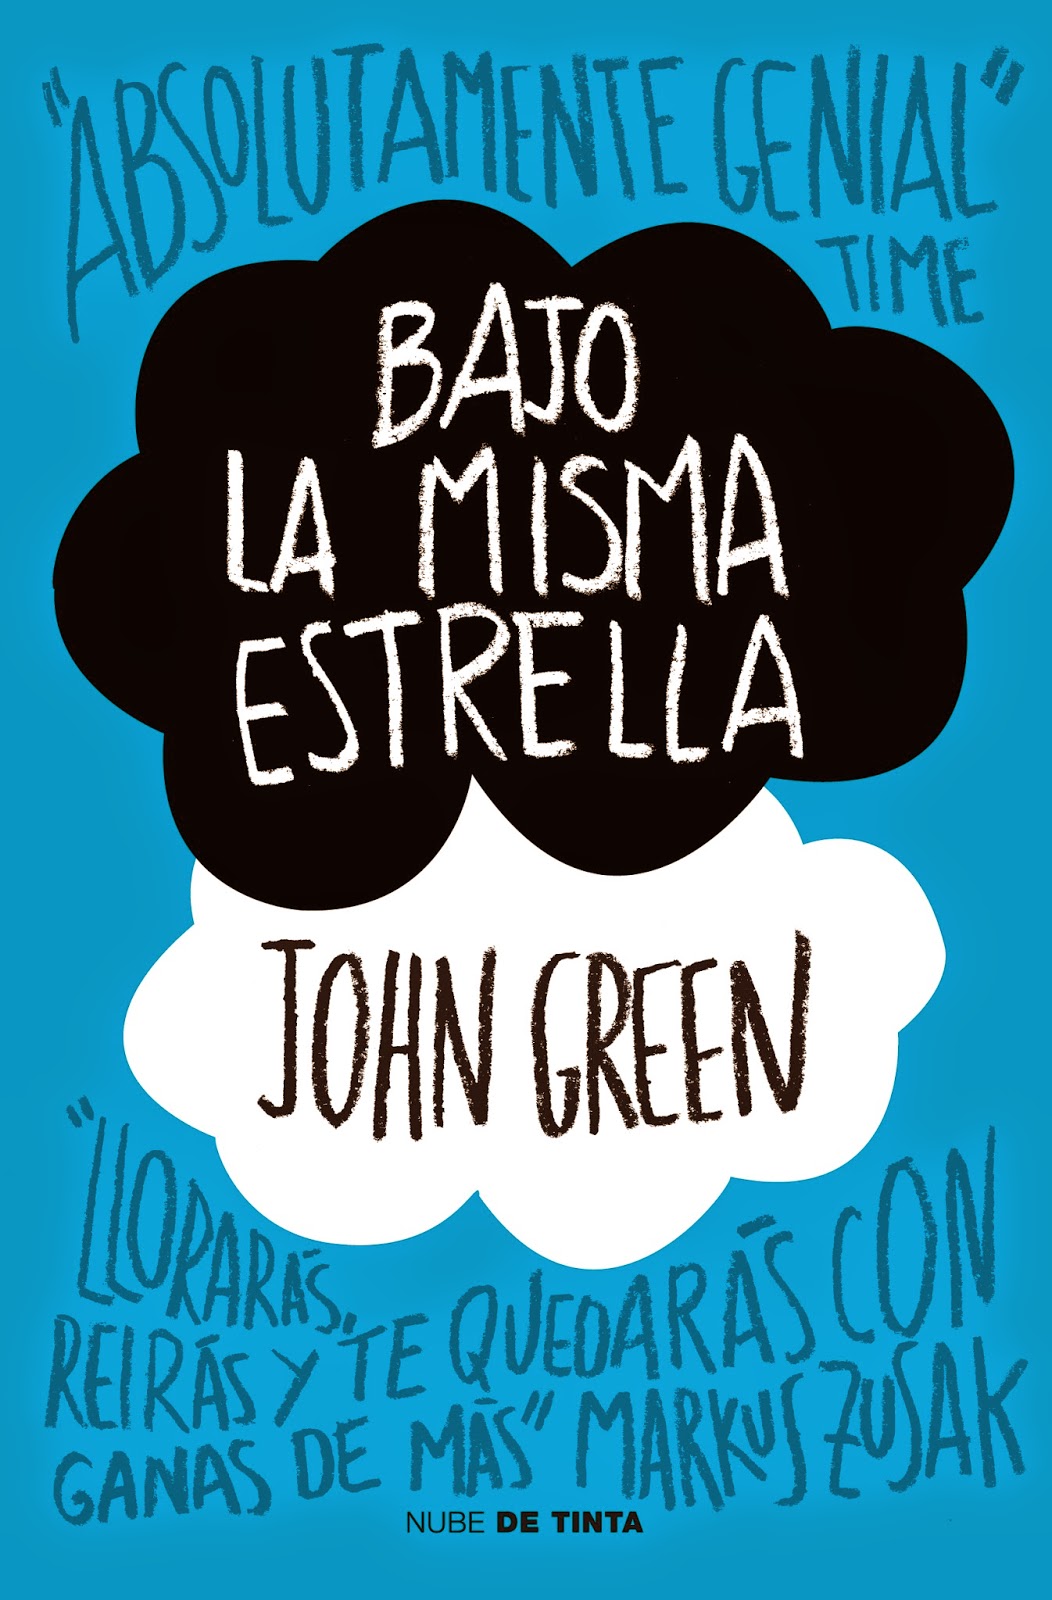 "ABSOLUTAMENTE GENIAL"
TIME
BAJO
LA MISMA
ESTRELLA
JOHN GREEN
"LLORARÁS,
REIRÁS Y TE QUEDARÁS CON
GANAS DE MÁS" MARKUS ZUSAK
NUBE DE TINTA